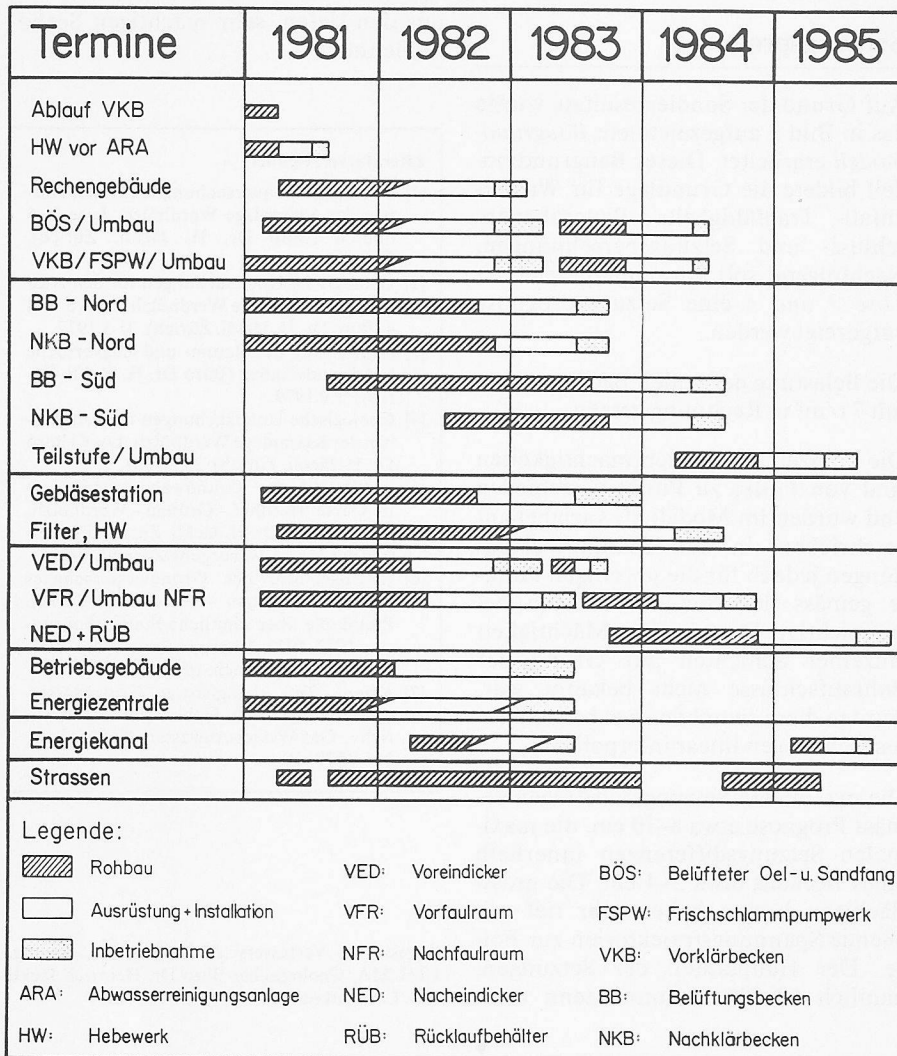 Termine 1981 1982 1983 1984 1985
Ablauf VKB
HW vor ARA
Rechengebäude
BÖS/Umbau
VKB/FSPW/Umbau
BB - Nord
NKB - Nord
BB - Süd
NKB - Süd
Teilstufe/Umbau
Gebläsestation
Filter, HW
VED/Umbau
VFR/Umbau NFR
NED + RÜB
Betriebsgebäude
Energiezentrale
Energiekanal
Strassen
Legende:
Rohbau
Ausrüstung + Installation
Inbetriebnahme
ARA: Abwasserreinigungsanlage
HW: Hebewerk
VED: Voreindicker
VFR: Vorfaulraum
NFR: Nachfaulraum
NED: Nacheindicker
RÜB: Rücklaufbehälter
BÖS: Belüfteter Oel - u. Sandfang
FSPW: Frischschlammpumpwerk
VKB: Vorklärbecken
BB: Belüftungsbecken
NKB: Nachklärbecken